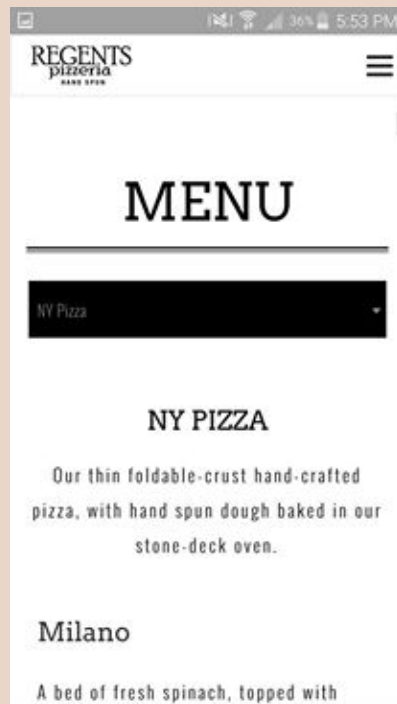 36% 5:53 PM
REGENTS
pizzeria
HAND SPUN
MENU
NY Pizza
NY PIZZA
Our thin foldable-crust hand-crafted
pizza, with hand spun dough baked in our
stone-deck oven.
Milano
A bed of fresh spinach, topped with